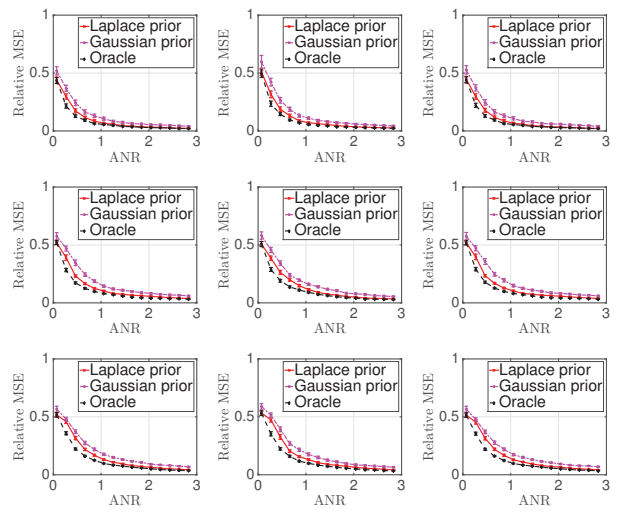 Relative MSE
1
0.5
0
Laplace prior
Gaussian prior
Oracle
0 1 2 3
ANR
Relative MSE
1
0.5
0
Laplace prior
Gaussian prior
Oracle
0 1 2 3
ANR
Relative MSE
1
0.5
0
Laplace prior
Gaussian prior
Oracle
0 1 2 3
ANR
Relative MSE
1
0.5
0
Laplace prior
Gaussian prior
Oracle
0 1 2 3
ANR
Relative MSE
1
0.5
0
Laplace prior
Gaussian prior
Oracle
0 1 2 3
ANR
Relative MSE
1
0.5
0
Laplace prior
Gaussian prior
Oracle
0 1 2 3
ANR
Relative MSE
1
0.5
0
Laplace prior
Gaussian prior
Oracle
0 1 2 3
ANR
Relative MSE
1
0.5
0
Laplace prior
Gaussian prior
Oracle
0 1 2 3
ANR
Relative MSE
1
0.5
0
Laplace prior
Gaussian prior
Oracle
0 1 2 3
ANR